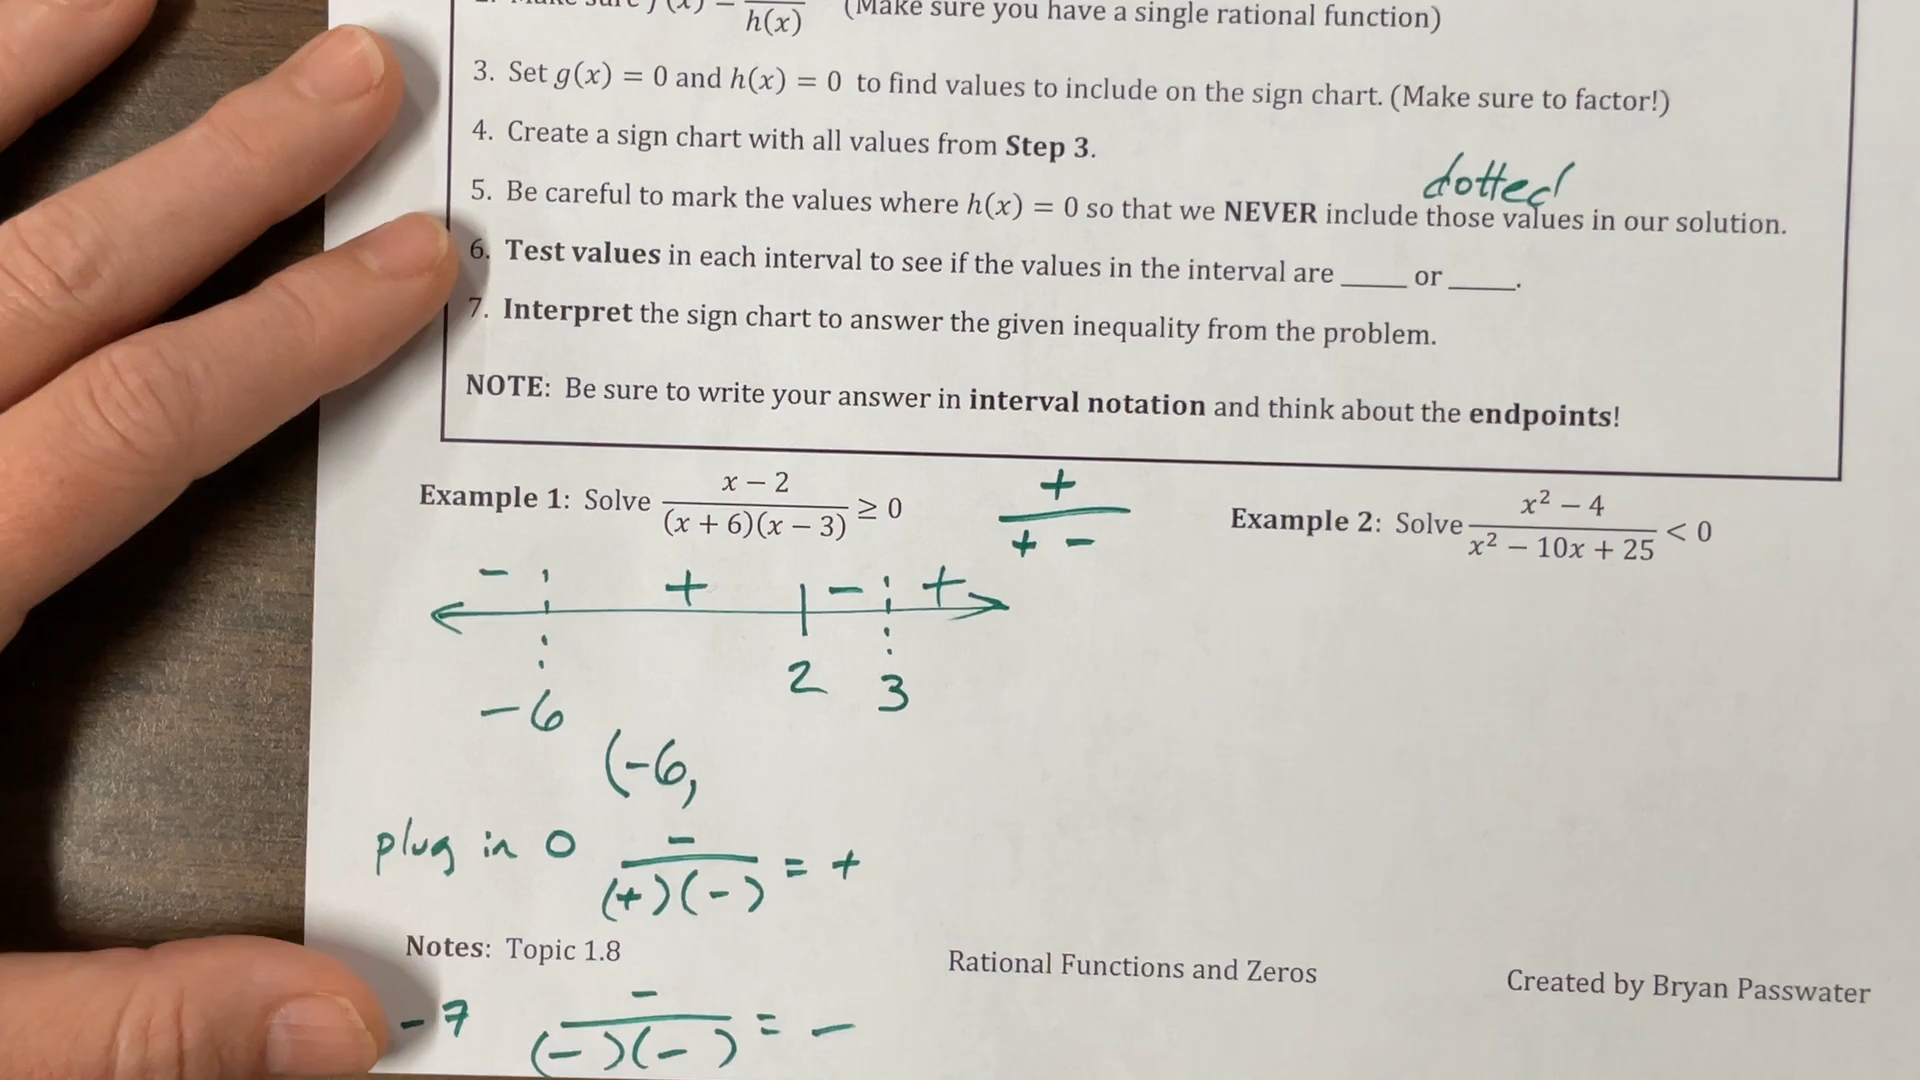 h(x) (Make sure you have a single rational function)
3. Set g(x) = 0 and h(x) = 0 to find values to include on the sign chart. (Make sure to factor!)
4. Create a sign chart with all values from Step 3.
dotted
5. Be careful to mark the values where h(x) = 0 so that we NEVER include those values in our solution.
6. Test values in each interval to see if the values in the interval are ____ or ____.
7. Interpret the sign chart to answer the given inequality from the problem.
NOTE: Be sure to write your answer in interval notation and think about the endpoints!
Example 1: Solve (x − 2)/((x + 6)(x − 3)) ≥ 0
+
+ −
Example 2: Solve (x² − 4)/(x² − 10x + 25) < 0
− + − +
−6 2 3
(−6,
plug in 0 −/((+)(−)) = +
Notes: Topic 1.8 Rational Functions and Zeros Created by Bryan Passwater
−7 −/((−)(−)) = −